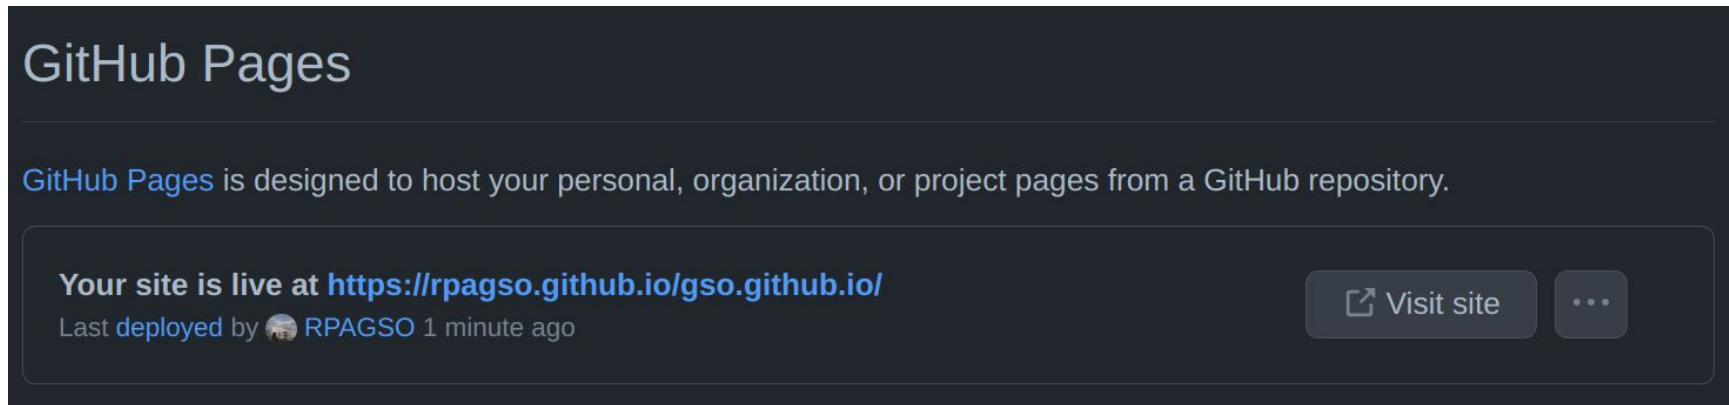 GitHub Pages
GitHub Pages is designed to host your personal, organization, or project pages from a GitHub repository.
Your site is live at https://rpagso.github.io/gso.github.io/
Last deployed by RPAGSO 1 minute ago
Visit site
...